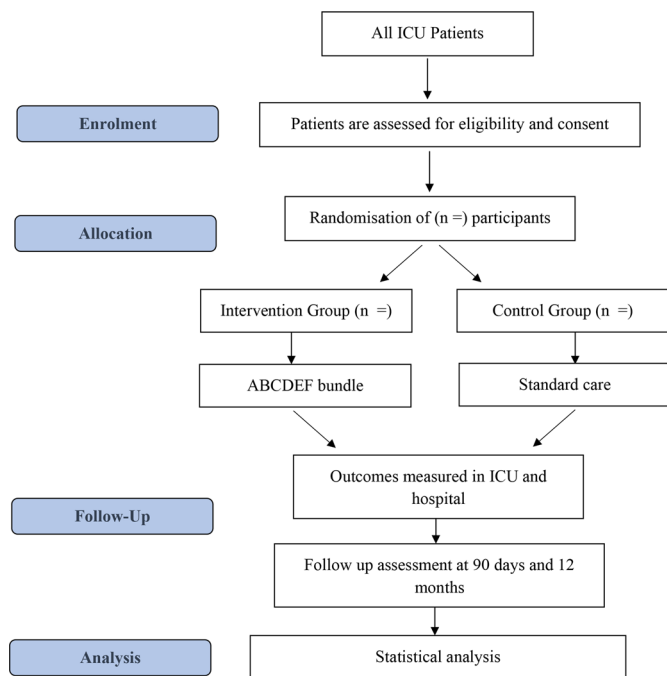 All ICU Patients
Enrolment
Patients are assessed for eligibility and consent
Allocation
Randomisation of (n =) participants
Intervention Group (n =)
Control Group (n =)
ABCDEF bundle
Standard care
Outcomes measured in ICU and
hospital
Follow-Up
Follow up assessment at 90 days and 12
months
Analysis
Statistical analysis